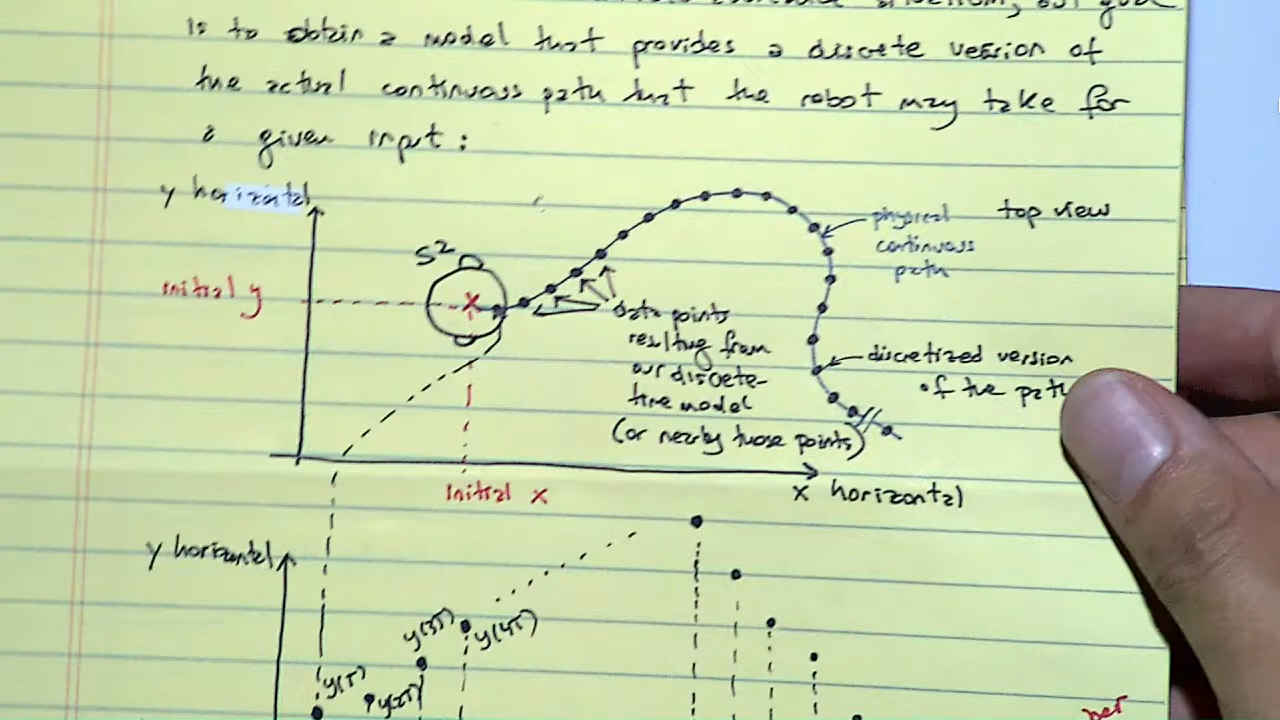 is to obtain a model that provides a discrete version of
the actual continuous path that the robot may take for
a given input:
y horizontal
top view
physical
continuous
path
S²
initial y
x
data points
resulting from
our discrete-
time model
(or nearby those points)
discretized version
of the path
initial x
x horizontal
y horizontal
y(3T)
y(4T)
y(T)
y(2T)